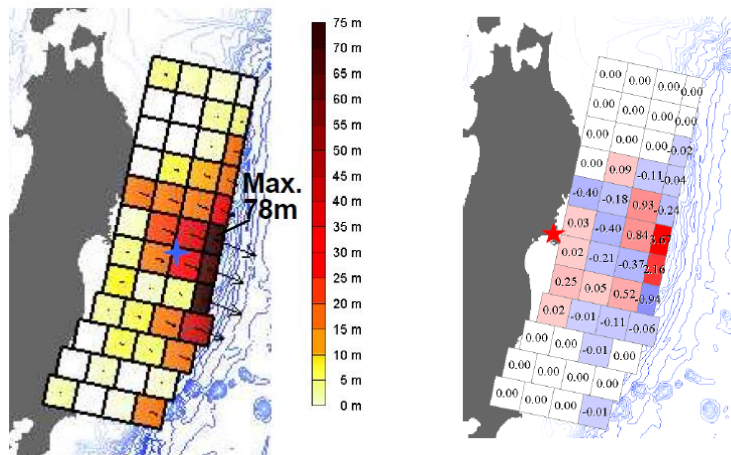 Max.
78m
75 m
70 m
65 m
60 m
55 m
50 m
45 m
40 m
35 m
30 m
25 m
20 m
15 m
10 m
5 m
0 m
0.00 0.00 0.00 0.00
0.00 0.00 0.00 0.00
0.00 0.00 0.00 -0.02
0.00 0.09 -0.11 -0.04
-0.40 -0.18 0.93 -0.24
0.03 -0.40 0.84 3.67
0.02 -0.21 -0.37 2.16
0.25 0.05 0.52 -0.94
0.02 -0.01 -0.11 -0.06
0.00 0.00 -0.01 0.00
0.00 0.00 0.00 0.00
0.00 0.00 0.00 -0.01